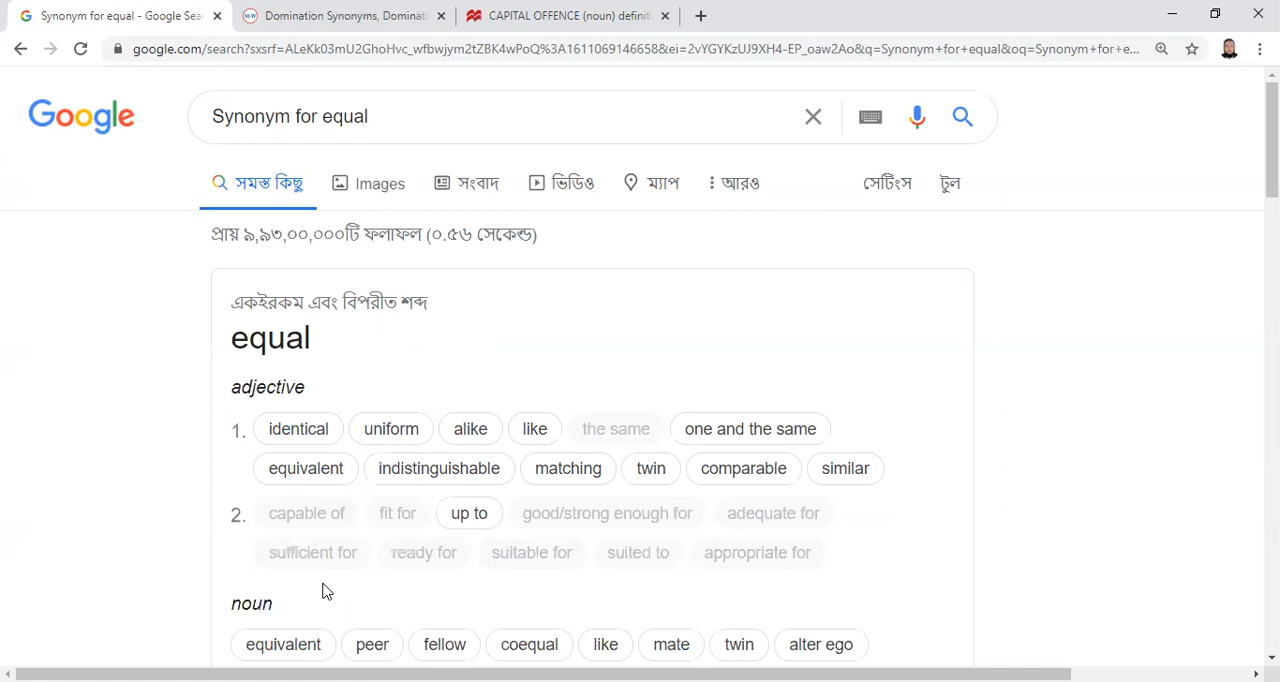 Synonym for equal - Google Sea
Domination Synonyms, Dominati
CAPITAL OFFENCE (noun) definit
google.com/search?sxsrf=ALeKk03mU2GhoHvc_wfbwjym2tZBK4wPoQ%3A1611069146658&ei=2vYGYKzUJ9XH4-EP_oaw2Ao&q=Synonym+for+equal&oq=Synonym+for+e...
Google
Synonym for equal
সমস্ত কিছু Images সংবাদ ভিডিও ম্যাপ আরও সেটিংস টুল
প্রায় ৯,৯৩,০০,০০০টি ফলাফল (০.৫৬ সেকেন্ড)
একইরকম এবং বিপরীত শব্দ
equal
adjective
1. identical uniform alike like the same one and the same
equivalent indistinguishable matching twin comparable similar
2. capable of fit for up to good/strong enough for adequate for
sufficient for ready for suitable for suited to appropriate for
noun
equivalent peer fellow coequal like mate twin alter ego